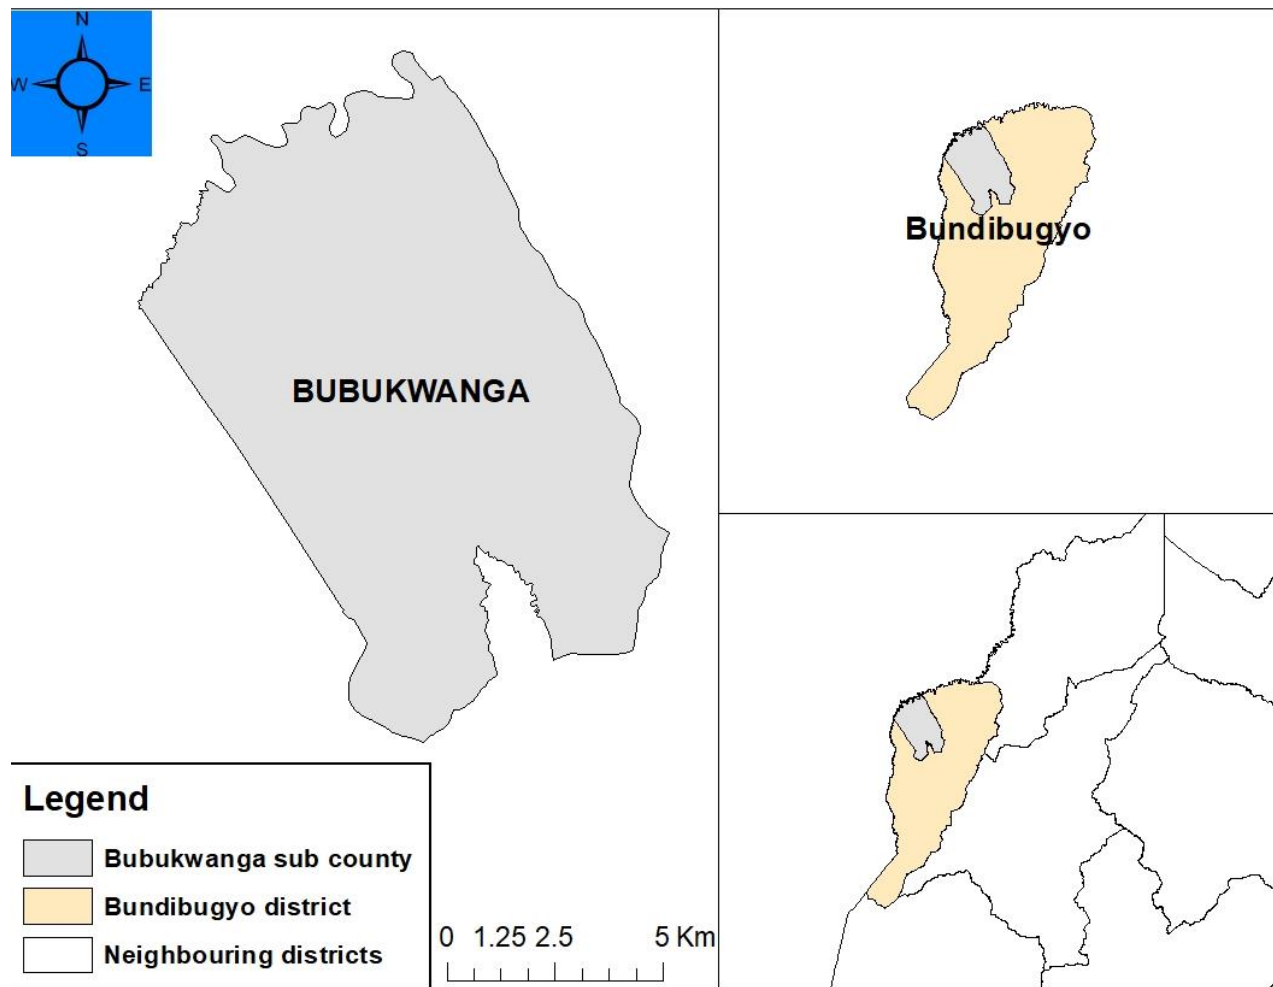 N
W E
S
BUBUKWANGA
Bundibugyo
Legend
Bubukwanga sub county
Bundibugyo district
Neighbouring districts
0 1.25 2.5 5 Km